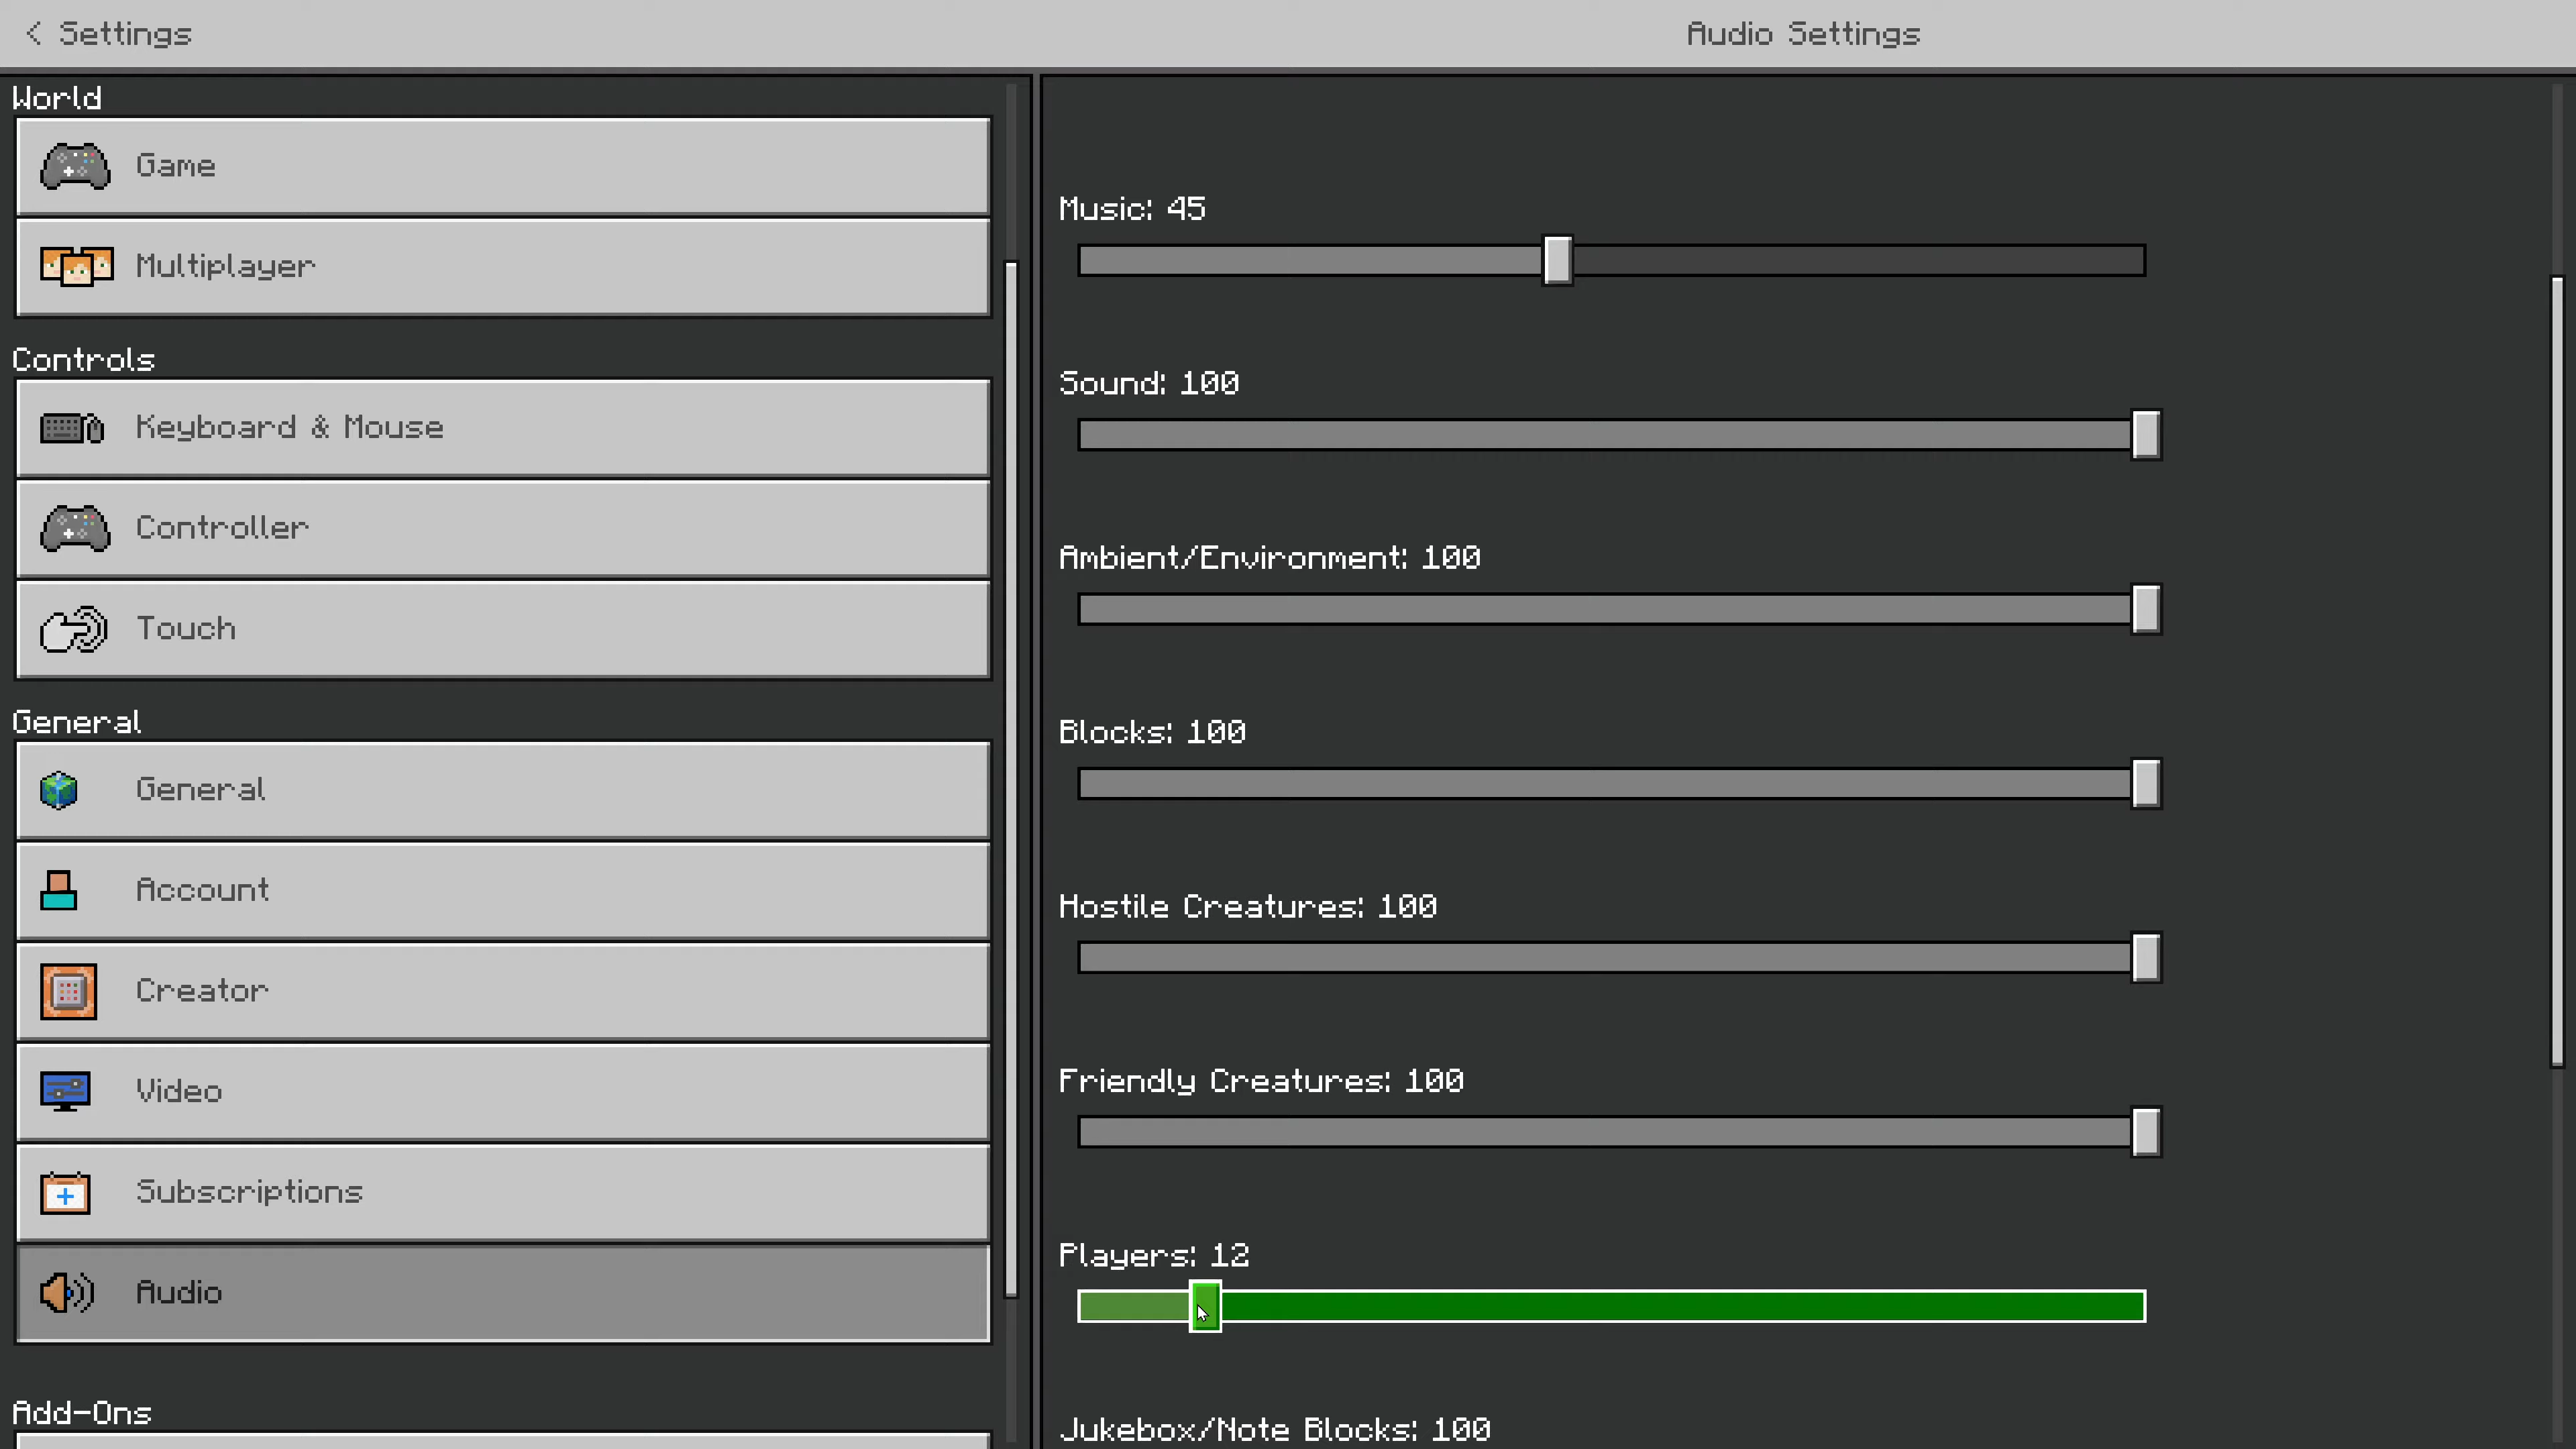 Settings
Audio Settings
World
Game
Multiplayer
Controls
Keyboard & Mouse
Controller
Touch
General
General
Account
Creator
Video
Subscriptions
Audio
Add-Ons
Music: 45
Sound: 100
Ambient/Environment: 100
Blocks: 100
Hostile Creatures: 100
Friendly Creatures: 100
Players: 12
Jukebox/Note Blocks: 100